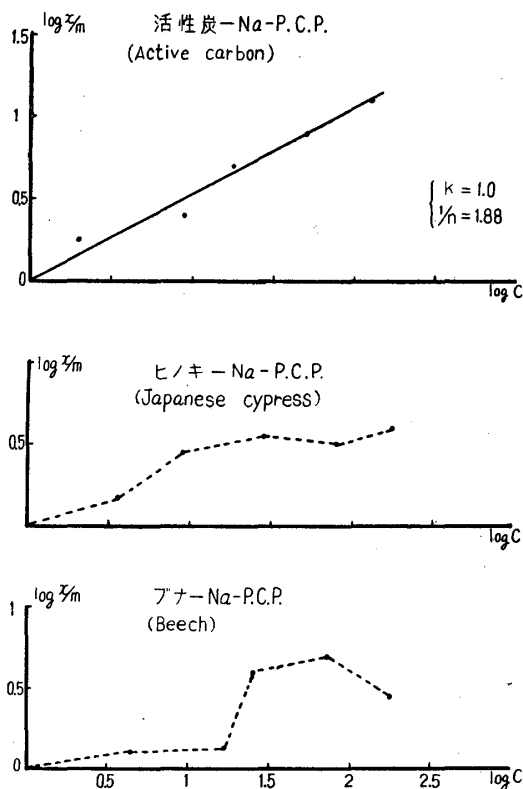 log x/m
活性炭—Na-P.C.P.
(Active carbon)
1.5
1
0.5
0
{ K = 1.0
1/n = 1.88
log C
log x/m
ヒノキ—Na-P.C.P.
(Japanese cypress)
0.5
log C
log x/m
ブナ—Na-P.C.P.
(Beech)
1
0.5
0
0.5 1 1.5 2 2.5 log C